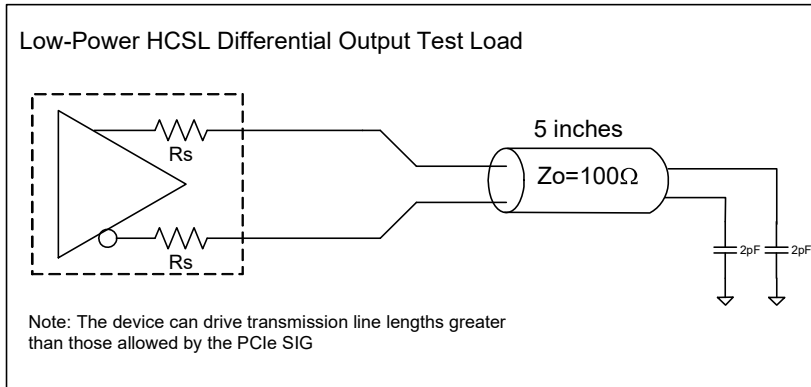 Low-Power HCSL Differential Output Test Load
Rs
5 inches
Zo=100Ω
Rs
2pF
2pF
Note: The device can drive transmission line lengths greater
than those allowed by the PCIe SIG